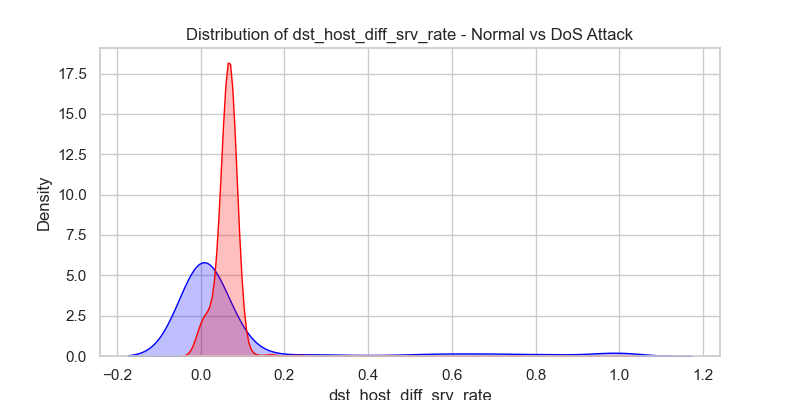 Distribution of dst_host_diff_srv_rate - Normal vs DoS Attack
17.5
15.0
12.5
10.0
7.5
5.0
2.5
0.0
Density
−0.2 0.0 0.2 0.4 0.6 0.8 1.0 1.2
dst_host_diff_srv_rate